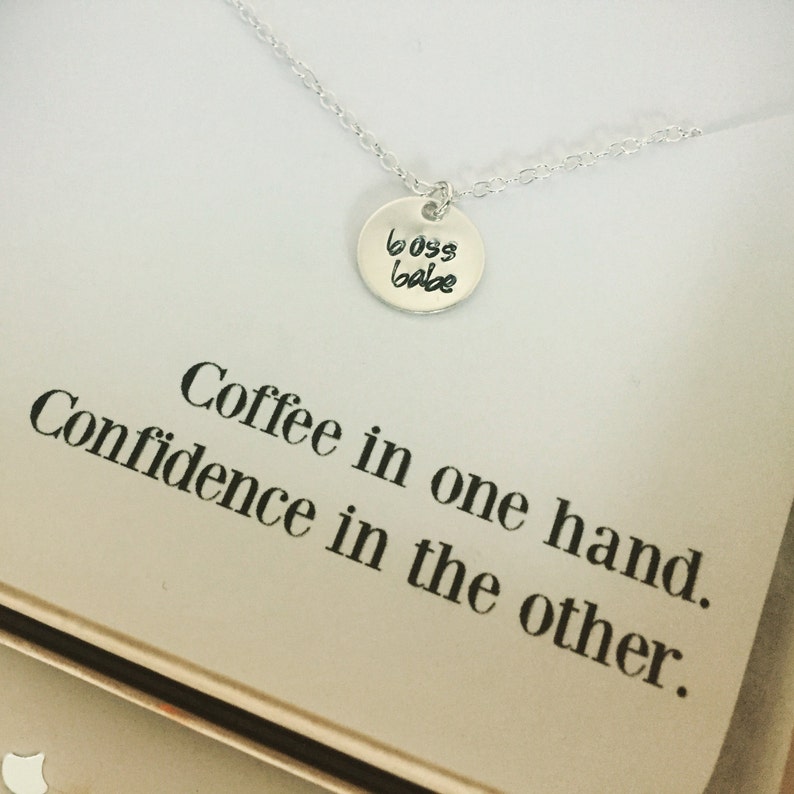 boss
babe
Coffee in one hand.
Confidence in the other.